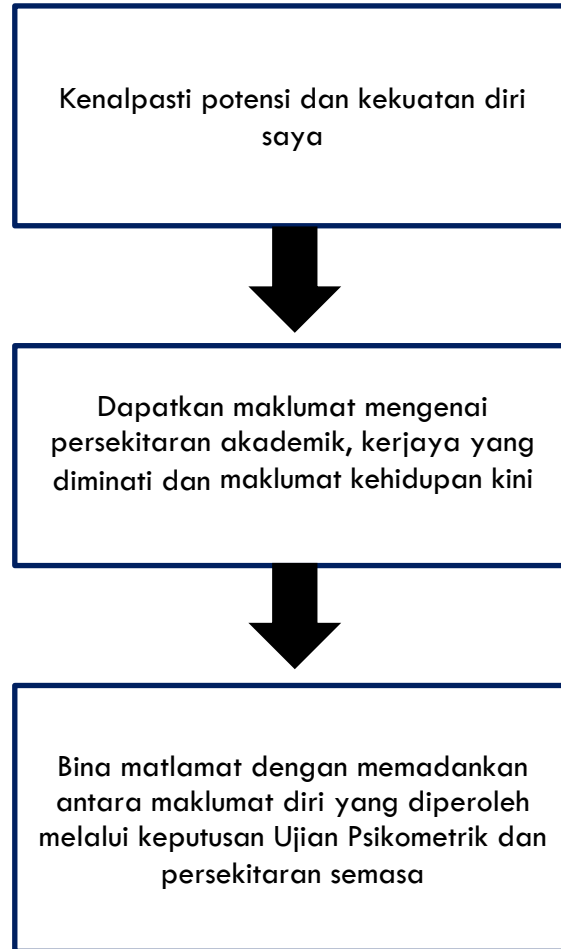 Kenalpasti potensi dan kekuatan diri
saya
Dapatkan maklumat mengenai
persekitaran akademik, kerjaya yang
diminati dan maklumat kehidupan kini
Bina matlamat dengan memadankan
antara maklumat diri yang diperoleh
melalui keputusan Ujian Psikometrik dan
persekitaran semasa